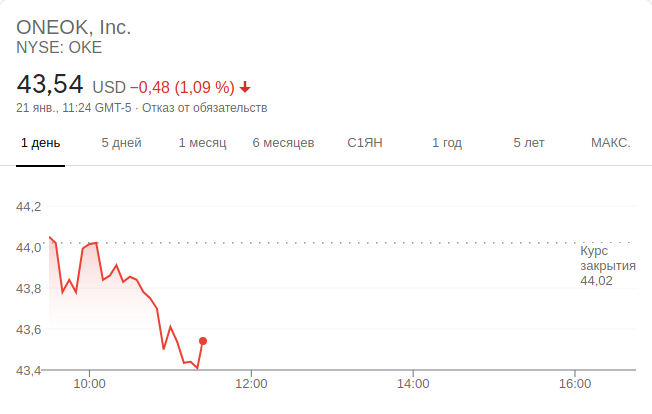 ONEOK, Inc.
NYSE: OKE
43,54 USD −0,48 (1,09 %)
21 янв., 11:24 GMT-5 · Отказ от обязательств
1 день 5 дней 1 месяц 6 месяцев С1ЯН 1 год 5 лет МАКС.
44,2
44,0
43,8
43,6
43,4
Курс
закрытия
44,02
10:00 12:00 14:00 16:00